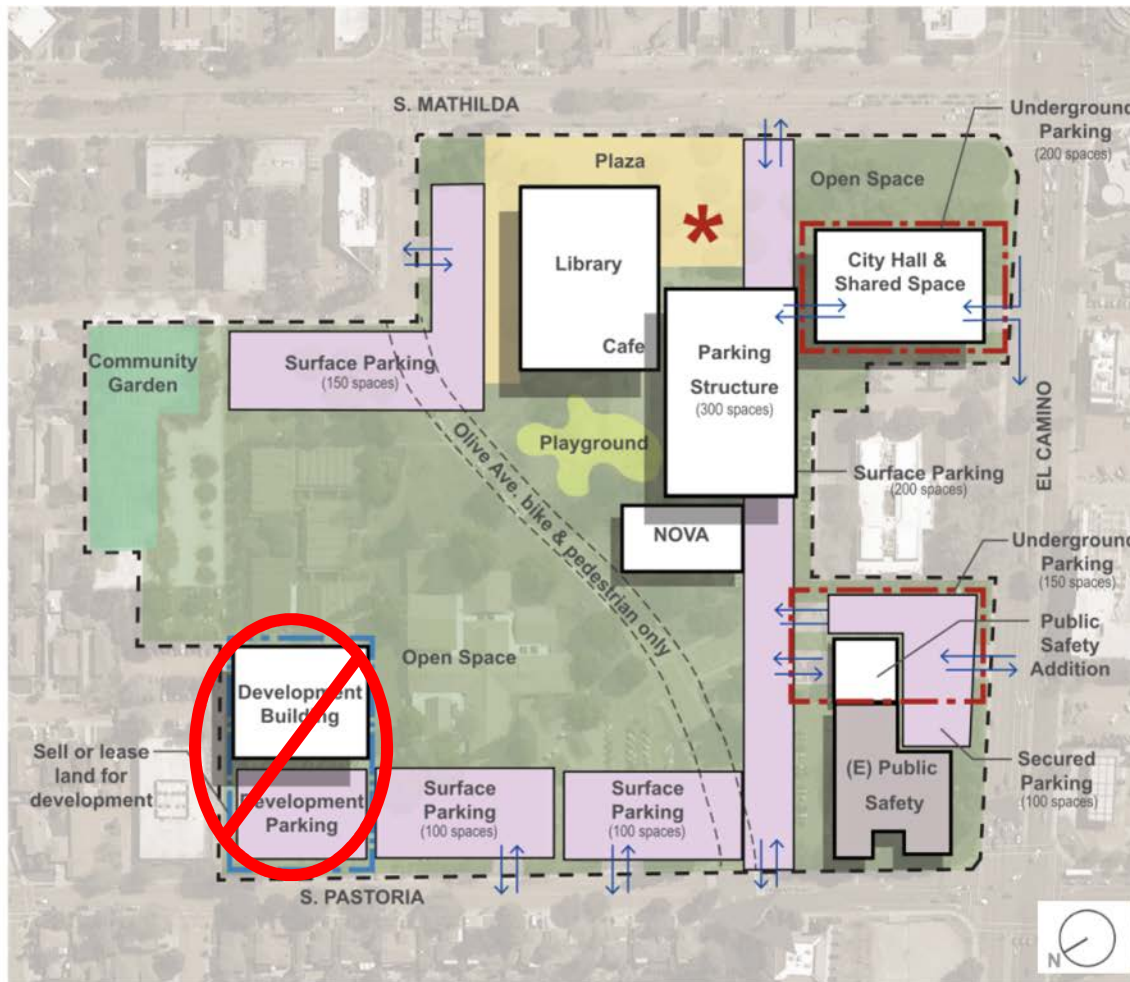 S. MATHILDA
Underground
Parking
(200 spaces)
Plaza
Open Space
*
Library
City Hall &
Shared Space
Cafe
Parking
Structure
(300 spaces)
Community
Garden
Surface Parking
(150 spaces)
Olive Ave. bike & pedestrian only
Playground
Surface Parking
(200 spaces)
EL CAMINO
NOVA
Underground
Parking
(150 spaces)
Public
Safety
Addition
Open Space
Development
Building
Sell or lease
land for
development
Development
Parking
Surface
Parking
(100 spaces)
Surface
Parking
(100 spaces)
(E) Public
Safety
Secured
Parking
(100 spaces)
S. PASTORIA
N